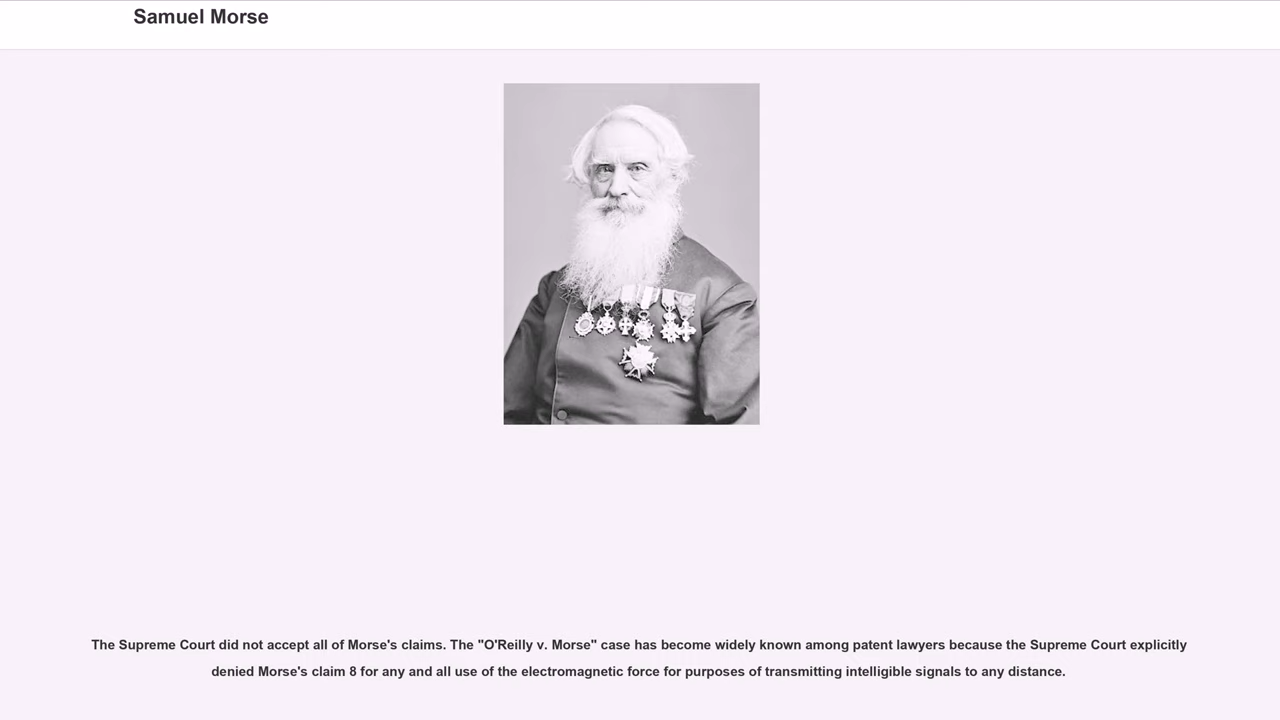 Samuel Morse
The Supreme Court did not accept all of Morse's claims. The "O'Reilly v. Morse" case has become widely known among patent lawyers because the Supreme Court explicitly
denied Morse's claim 8 for any and all use of the electromagnetic force for purposes of transmitting intelligible signals to any distance.